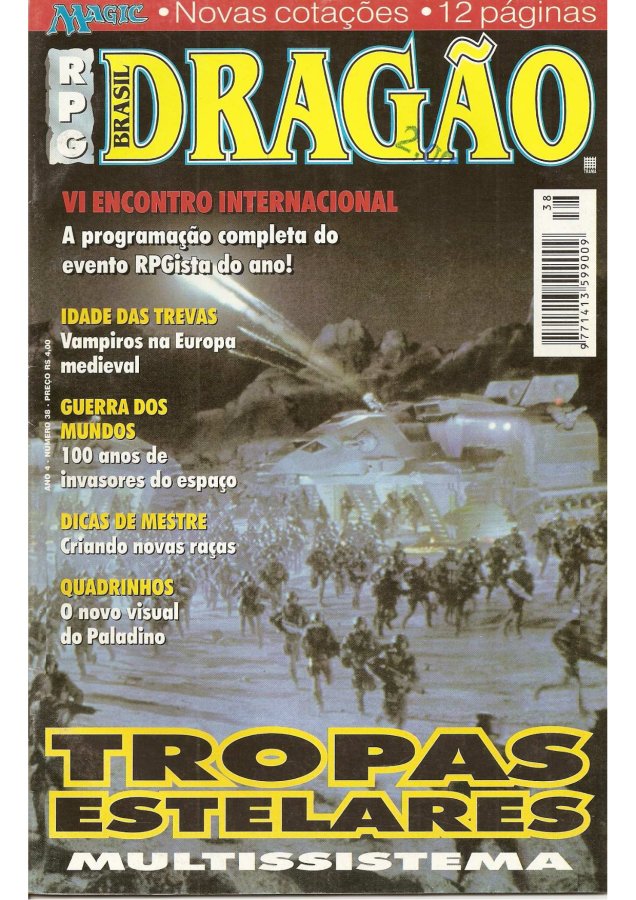 MAGIC • Novas cotações • 12 páginas
RPG
DRAGÃO
BRASIL
2,00
TRAMA
VI ENCONTRO INTERNACIONAL
A programação completa do
evento RPGista do ano!
38
9 771413 599009
IDADE DAS TREVAS
Vampiros na Europa
medieval
ANO 4 - NÚMERO 38 - PREÇO R$ 4,00
GUERRA DOS
MUNDOS
100 anos de
invasores do espaço
DICAS DE MESTRE
Criando novas raças
QUADRINHOS
O novo visual
do Paladino
TROPAS
ESTELARES
MULTISSISTEMA